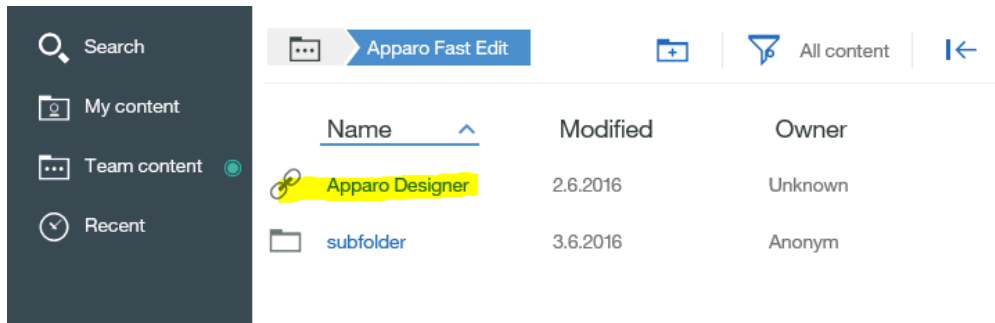 Search
My content
Team content
Recent
Apparo Fast Edit
All content
Name Modified Owner
Apparo Designer 2.6.2016 Unknown
subfolder 3.6.2016 Anonym